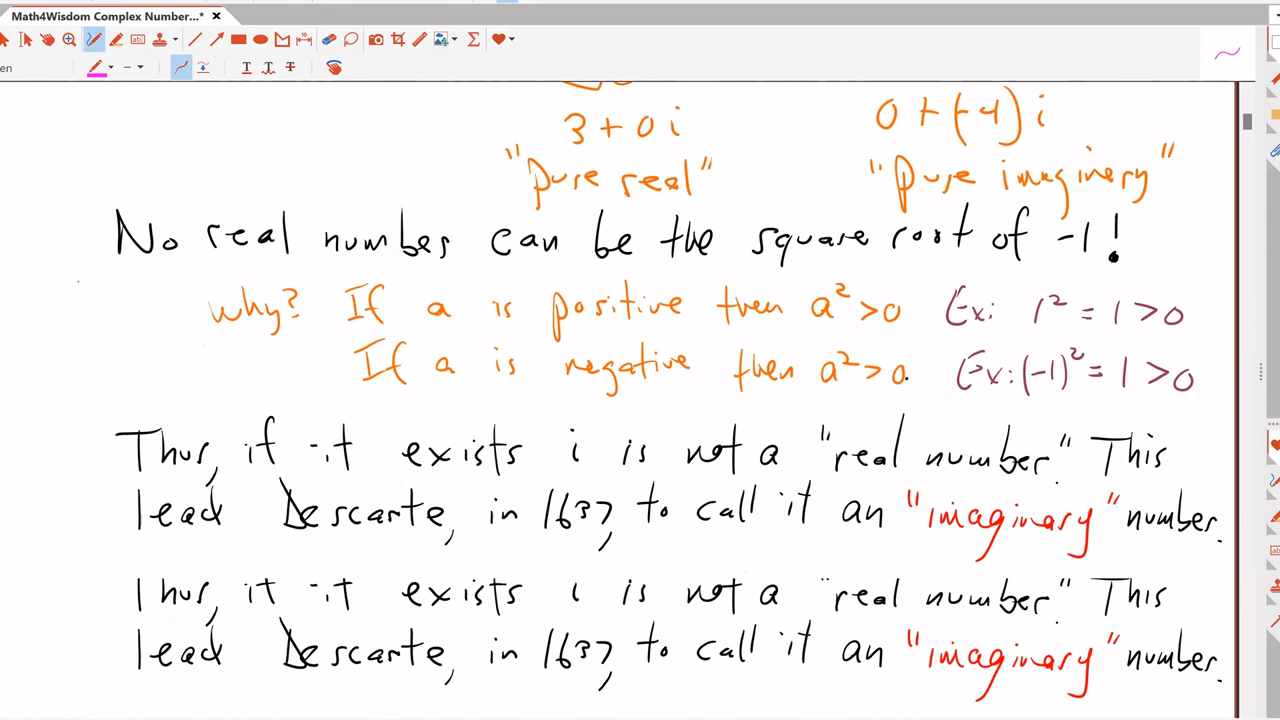 Math4Wisdom Complex Number...*
en
3 + 0 i
0 + (-4) i
"pure real"
"pure imaginery"
No real number can be the square root of -1!
why? If a is positive then a² > 0 Ex: 1² = 1 > 0
If a is negative then a² > 0. Ex: (-1)² = 1 > 0
Thus, if it exists i is not a "real number." This
lead Descarte, in 1637, to call it an "imaginary" number.
Thus, it it exists i is not a "real number." This
lead Descarte, in 1637, to call it an "imaginary" number.